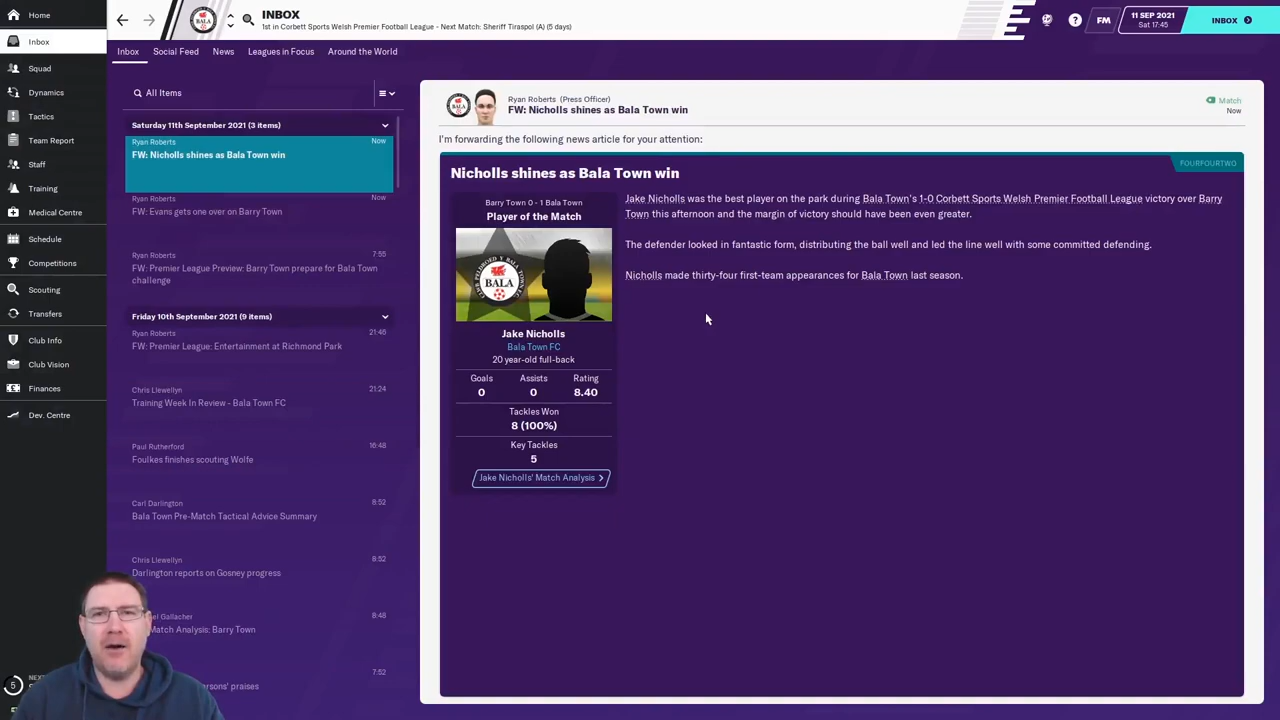 INBOX
1st in Corbett Sports Welsh Premier Football League - Next Match: Sheriff Tiraspol (A) (5 days)
FM
11 SEP 2021
Sat 17:45
INBOX
Home
Inbox
Squad
Dynamics
Tactics
Team Report
Staff
Training
Medical Centre
Competitions
Scouting
Transfers
Club Info
Club Vision
Finances
Dev. Centre
5
Inbox
Social Feed
News
Leagues in Focus
Around the World
All Items
Saturday 11th September 2021 (3 items)
Ryan Roberts
Now
FW: Nicholls shines as Bala Town win
Ryan Roberts
Now
FW: Evans gets one over on Barry Town
Ryan Roberts
7:55
FW: Premier League Preview: Barry Town prepare for Bala Town
challenge
Friday 10th September 2021 (9 items)
Ryan Roberts
21:46
FW: Premier League: Entertainment at Richmond Park
Chris Llewellyn
21:24
Training Week In Review - Bala Town FC
Paul Rutherford
16:48
Foulkes finishes scouting Wolfe
Carl Darlington
8:52
Bala Town Pre-Match Tactical Advice Summary
Chris Llewellyn
8:52
Darlington reports on Gosney progress
Gallacher
8:48
Match Analysis: Barry Town
7:52
praises
Ryan Roberts (Press Officer)
FW: Nicholls shines as Bala Town win
Match
Now
I'm forwarding the following news article for your attention:
FOURFOURTWO
Nicholls shines as Bala Town win
Barry Town 0 - 1 Bala Town
Player of the Match
BALA
Jake Nicholls
Bala Town FC
20 year-old full-back
Goals Assists Rating
0 0 8.40
Tackles Won
8 (100%)
Key Tackles
5
Jake Nicholls' Match Analysis
Jake Nicholls was the best player on the park during Bala Town's 1-0 Corbett Sports Welsh Premier Football League victory over Barry
Town this afternoon and the margin of victory should have been even greater.
The defender looked in fantastic form, distributing the ball well and led the line well with some committed defending.
Nicholls made thirty-four first-team appearances for Bala Town last season.